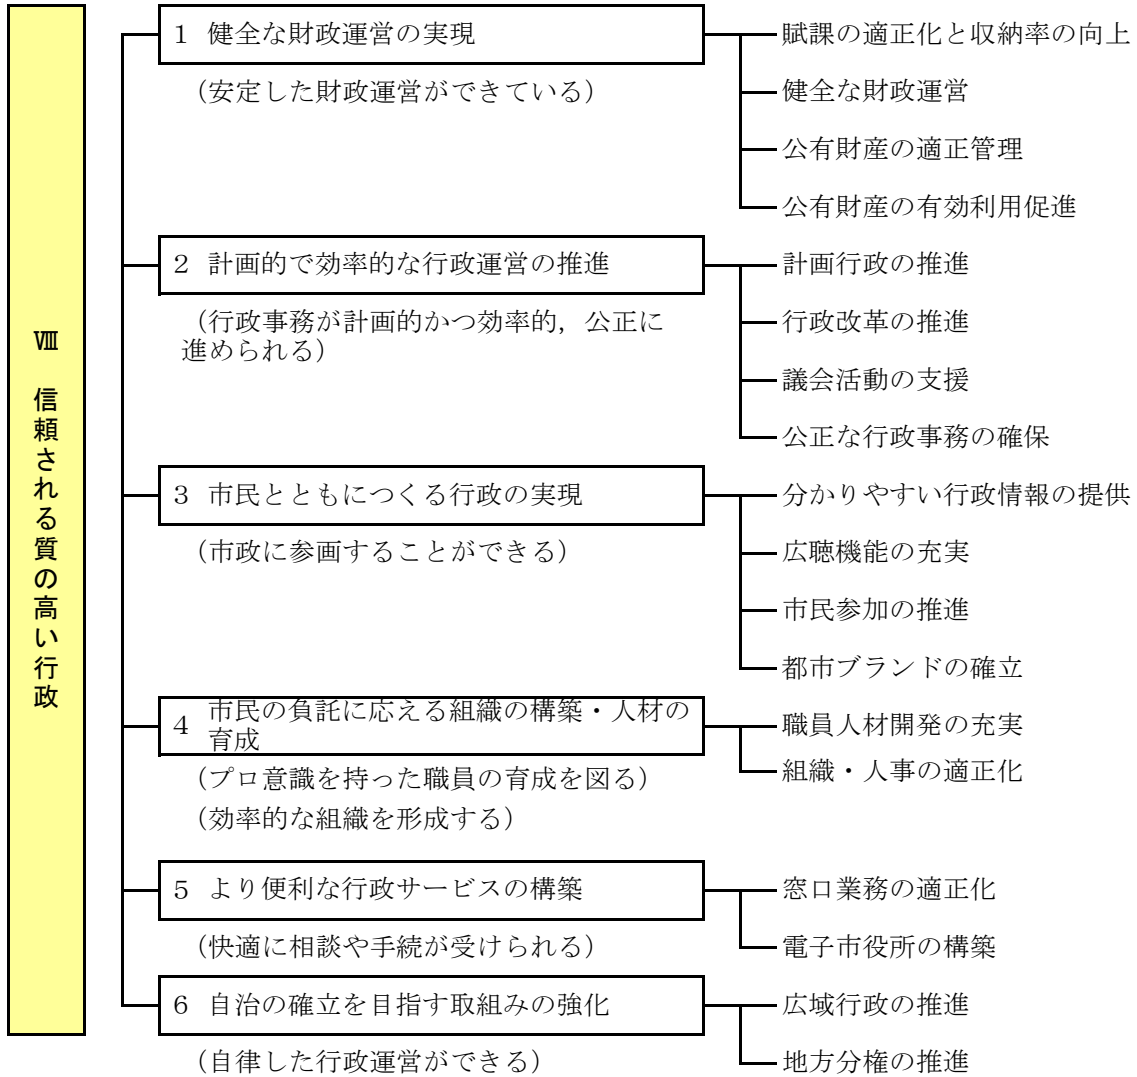 Ⅷ 信頼される質の高い行政
１ 健全な財政運営の実現
（安定した財政運営ができている）
賦課の適正化と収納率の向上
健全な財政運営
公有財産の適正管理
公有財産の有効利用促進
２ 計画的で効率的な行政運営の推進
（行政事務が計画的かつ効率的，公正に
進められる）
計画行政の推進
行政改革の推進
議会活動の支援
公正な行政事務の確保
３ 市民とともにつくる行政の実現
（市政に参画することができる）
分かりやすい行政情報の提供
広聴機能の充実
市民参加の推進
都市ブランドの確立
４ 市民の負託に応える組織の構築・人材の
育成
（プロ意識を持った職員の育成を図る）
（効率的な組織を形成する）
職員人材開発の充実
組織・人事の適正化
５ より便利な行政サービスの構築
（快適に相談や手続が受けられる）
窓口業務の適正化
電子市役所の構築
６ 自治の確立を目指す取組みの強化
（自律した行政運営ができる）
広域行政の推進
地方分権の推進